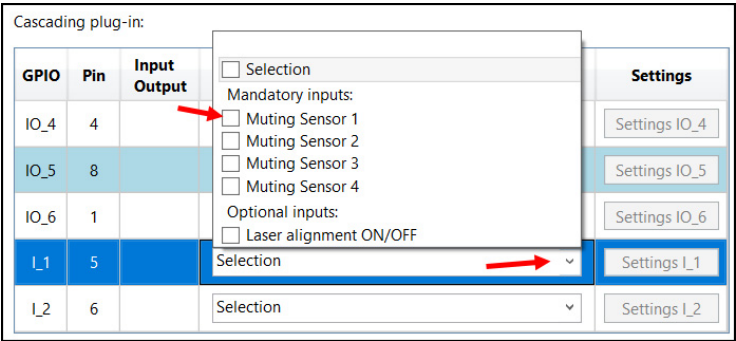 Cascading plug-in:
GPIO Pin Input Output Settings
Selection
Mandatory inputs:
IO_4 4 Muting Sensor 1 Settings IO_4
Muting Sensor 2
IO_5 8 Muting Sensor 3 Settings IO_5
Muting Sensor 4
IO_6 1 Optional inputs: Settings IO_6
Laser alignment ON/OFF
I_1 5 Selection Settings I_1
I_2 6 Selection Settings I_2